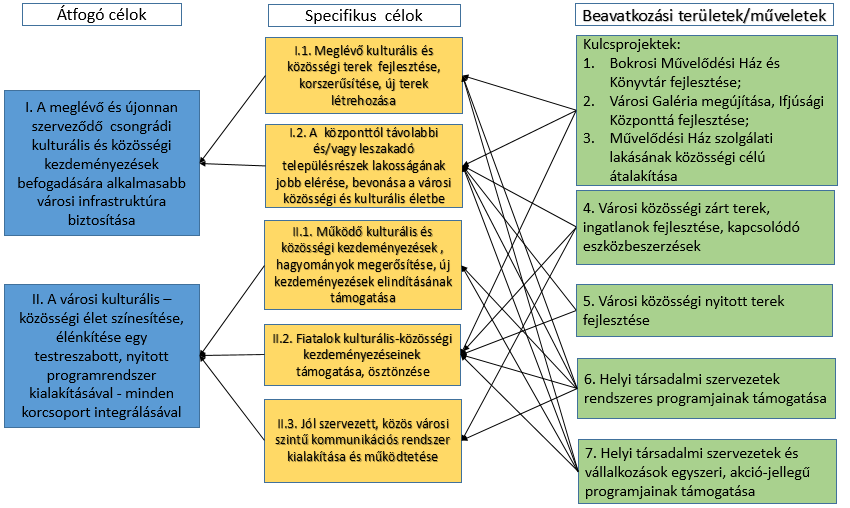 Átfogó célok
Specifikus célok
Beavatkozási területek/műveletek
I. A meglévő és újonnan
szerveződő csongrádi
kulturális és közösségi
kezdeményezések
befogadására alkalmasabb
városi infrastruktúra
biztosítása
II. A városi kulturális –
közösségi élet színesítése,
élénkítése egy
testreszabott, nyitott
programrendszer
kialakításával - minden
korcsoport integrálásával
I.1. Meglévő kulturális és
közösségi terek fejlesztése,
korszerűsítése, új terek
létrehozása
I.2. A központtól távolabbi
és/vagy leszakadó
településrészek lakosságának
jobb elérése, bevonása a városi
közösségi és kulturális életbe
II.1. Működő kulturális és
közösségi kezdeményezések ,
hagyományok megerősítése, új
kezdeményezések elindításának
támogatása
II.2. Fiatalok kulturális-közösségi
kezdeményezéseinek
támogatása, ösztönzése
II.3. Jól szervezett, közös városi
szintű kommunikációs rendszer
kialakítása és működtetése
Kulcsprojektek:
1. Bokrosi Művelődési Ház és
Könyvtár fejlesztése;
2. Városi Galéria megújítása, Ifjúsági
Központtá fejlesztése;
3. Művelődési Ház szolgálati
lakásának közösségi célú
átalakítása
4. Városi közösségi zárt terek,
ingatlanok fejlesztése, kapcsolódó
eszközbeszerzések
5. Városi közösségi nyitott terek
fejlesztése
6. Helyi társadalmi szervezetek
rendszeres programjainak támogatása
7. Helyi társadalmi szervezetek és
vállalkozások egyszeri, akció-jellegű
programjainak támogatása